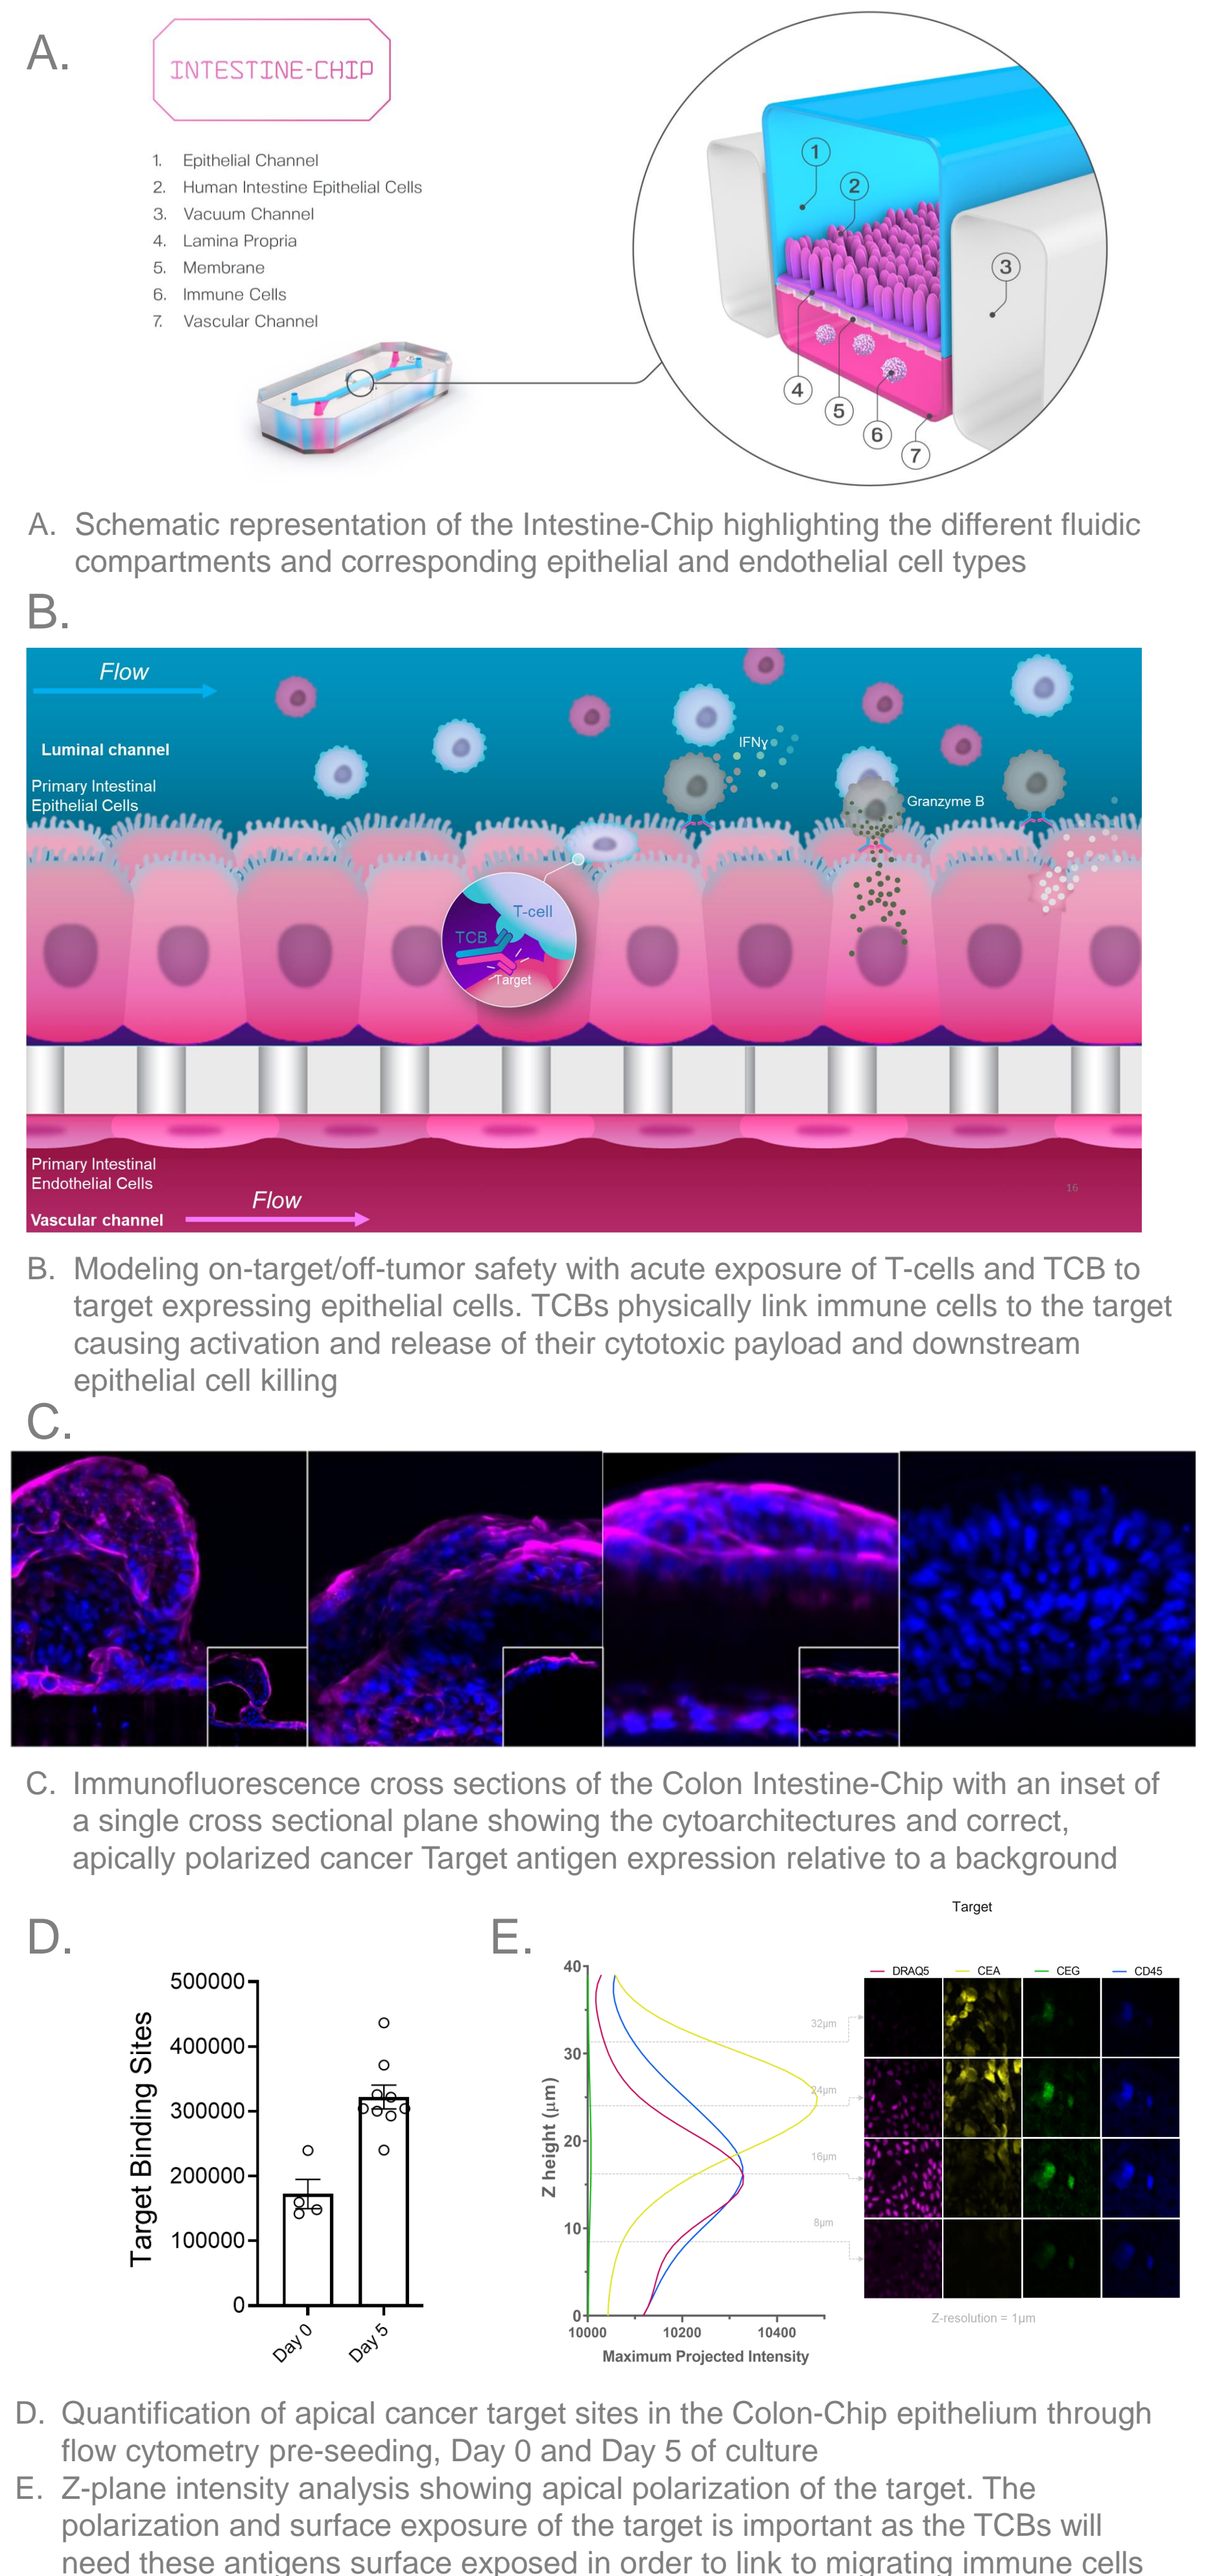 A.
INTESTINE-CHIP
1. Epithelial Channel
2. Human Intestine Epithelial Cells
3. Vacuum Channel
4. Lamina Propria
5. Membrane
6. Immune Cells
7. Vascular Channel
1
2
3
4
5
6
7
A. Schematic representation of the Intestine-Chip highlighting the different fluidic
compartments and corresponding epithelial and endothelial cell types
B.
Flow
Luminal channel
Primary Intestinal
Epithelial Cells
IFNγ
Granzyme B
T-cell
TCB
Target
Primary Intestinal
Endothelial Cells
16
Flow
Vascular channel
B. Modeling on-target/off-tumor safety with acute exposure of T-cells and TCB to
target expressing epithelial cells. TCBs physically link immune cells to the target
causing activation and release of their cytotoxic payload and downstream
epithelial cell killing
C.
C. Immunofluorescence cross sections of the Colon Intestine-Chip with an inset of
a single cross sectional plane showing the cytoarchitectures and correct,
apically polarized cancer Target antigen expression relative to a background
Target
D.
E.
500000
400000
300000
200000
100000
0
Target Binding Sites
Day 0
Day 5
40
30
20
10
0
Z height (μm)
10000 10200 10400
Maximum Projected Intensity
32μm
24μm
16μm
8μm
DRAQ5 CEA CEG CD45
Z-resolution = 1μm
D. Quantification of apical cancer target sites in the Colon-Chip epithelium through
flow cytometry pre-seeding, Day 0 and Day 5 of culture
E. Z-plane intensity analysis showing apical polarization of the target. The
polarization and surface exposure of the target is important as the TCBs will
need these antigens surface exposed in order to link to migrating immune cells